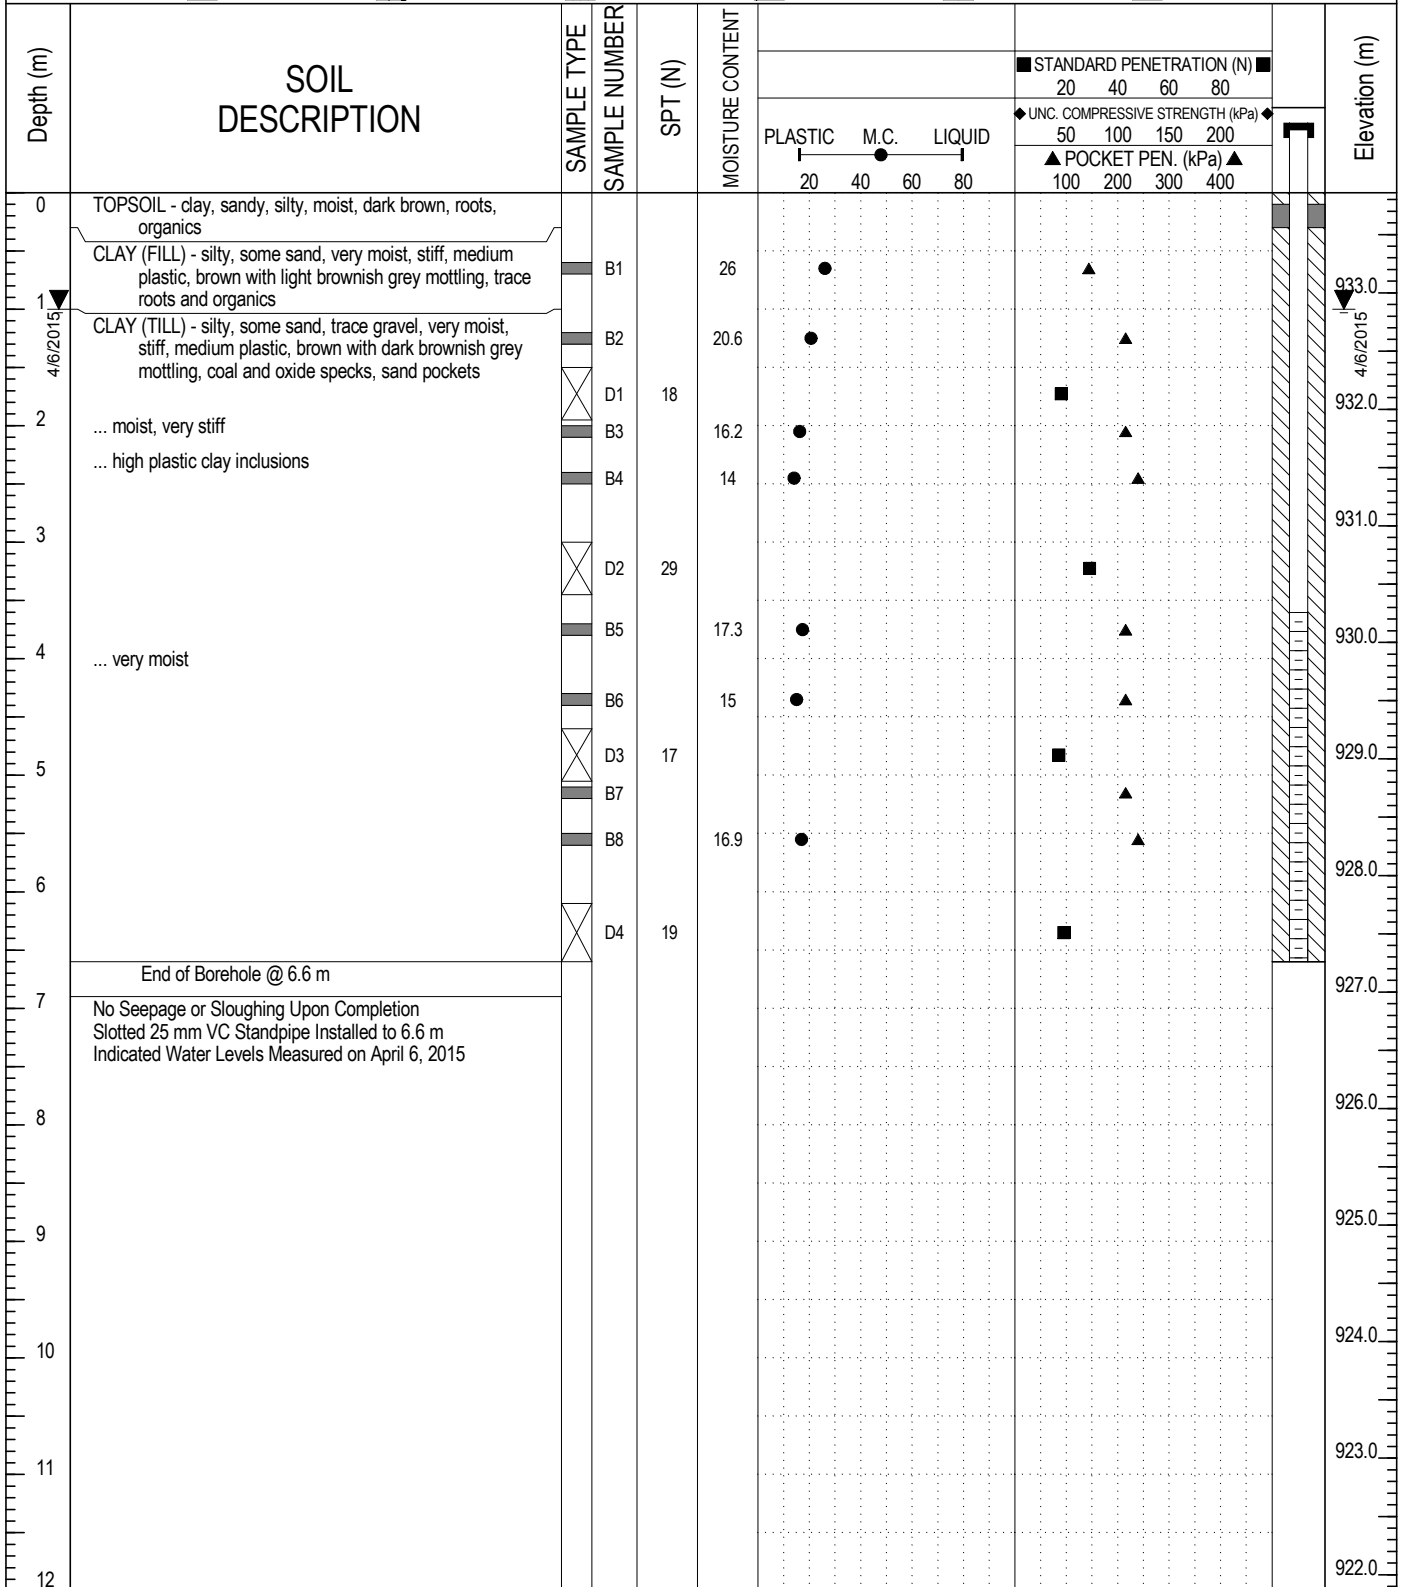 Depth (m)
SOIL
DESCRIPTION
SAMPLE TYPE
SAMPLE NUMBER
SPT (N)
MOISTURE CONTENT
PLASTIC M.C. LIQUID
20 40 60 80
STANDARD PENETRATION (N)
20 40 60 80
UNC. COMPRESSIVE STRENGTH (kPa)
50 100 150 200
POCKET PEN. (kPa)
100 200 300 400
Elevation (m)
0 TOPSOIL - clay, sandy, silty, moist, dark brown, roots,
organics
CLAY (FILL) - silty, some sand, very moist, stiff, medium
plastic, brown with light brownish grey mottling, trace
roots and organics
B1 26
933.0
1
4/6/2015
4/6/2015
CLAY (TILL) - silty, some sand, trace gravel, very moist,
stiff, medium plastic, brown with dark brownish grey
mottling, coal and oxide specks, sand pockets
B2 20.6
D1 18
932.0
2 ... moist, very stiff
B3 16.2
... high plastic clay inclusions
B4 14
931.0
3
D2 29
B5 17.3
930.0
4 ... very moist
B6 15
D3 17
929.0
5
B7
B8 16.9
928.0
6
D4 19
End of Borehole @ 6.6 m
927.0
7 No Seepage or Sloughing Upon Completion
Slotted 25 mm VC Standpipe Installed to 6.6 m
Indicated Water Levels Measured on April 6, 2015
926.0
8
925.0
9
924.0
10
923.0
11
922.0
12